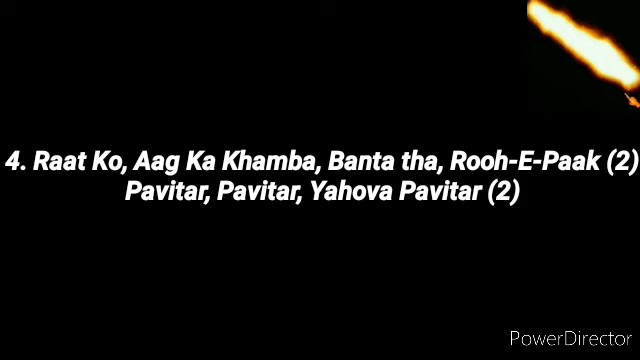 4. Raat Ko, Aag Ka Khamba, Banta tha, Rooh-E-Paak (2)
Pavitar, Pavitar, Yahova Pavitar (2)
PowerDirector